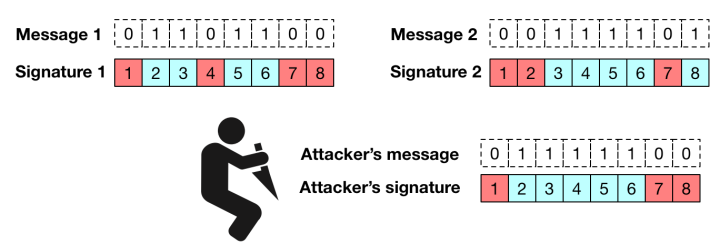 Message 1 0 1 1 0 1 1 0 0
Signature 1 1 2 3 4 5 6 7 8
Message 2 0 0 1 1 1 1 0 1
Signature 2 1 2 3 4 5 6 7 8
Attacker's message 0 1 1 1 1 1 0 0
Attacker's signature 1 2 3 4 5 6 7 8